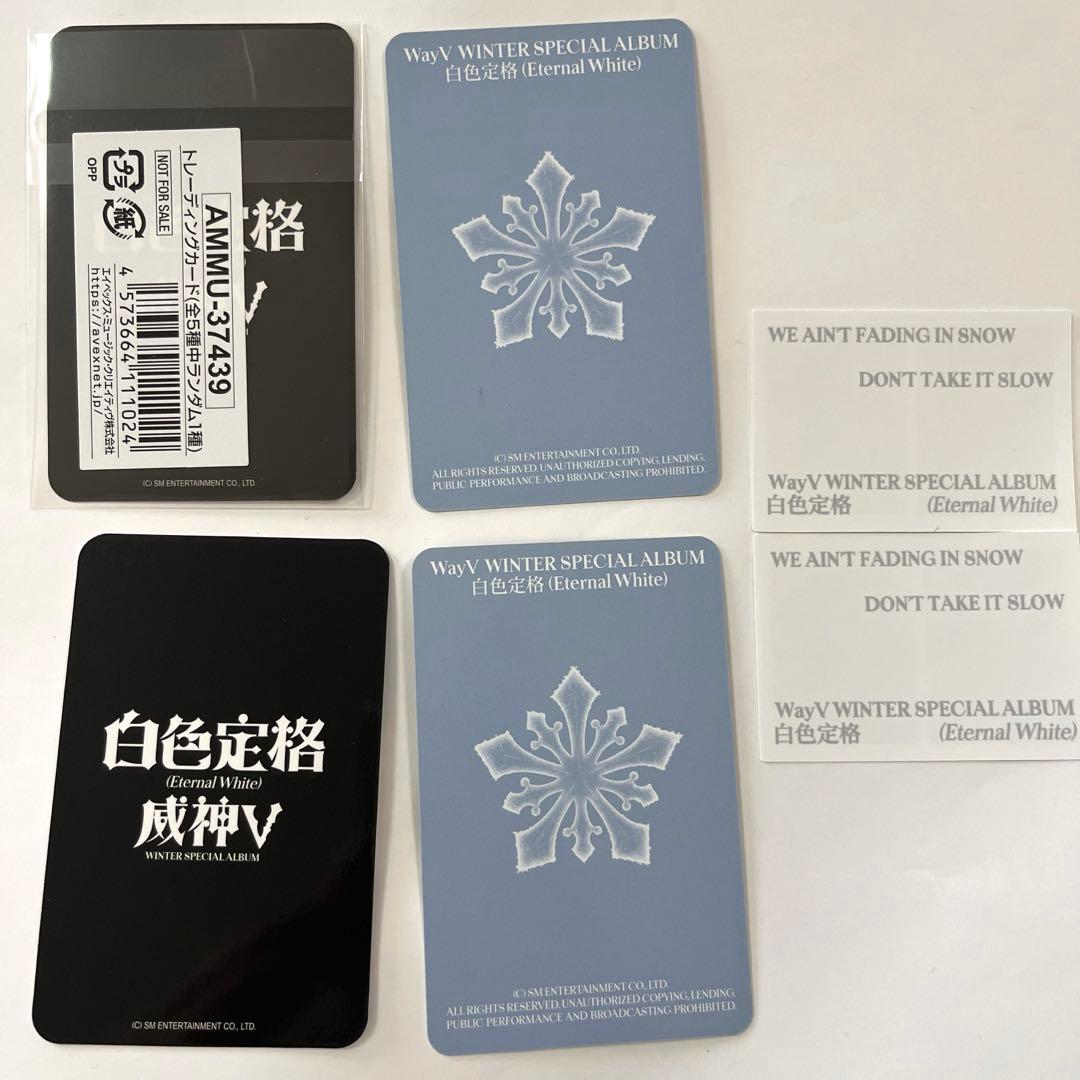 AMMU-37439
トレーディングカード(全5種中ランダム1種)
NOT FOR SALE
プラ
紙
OPP
4 573664 111024
エイベックス・ミュージック・クリエイティヴ株式会社
https://avexnet.jp/
定格
V
(C) SM ENTERTAINMENT CO., LTD.
WayV WINTER SPECIAL ALBUM
白色定格 (Eternal White)
(C) SM ENTERTAINMENT CO., LTD.
ALL RIGHTS RESERVED. UNAUTHORIZED COPYING, LENDING,
PUBLIC PERFORMANCE AND BROADCASTING PROHIBITED.
WE AIN'T FADING IN SNOW
DON'T TAKE IT SLOW
WayV WINTER SPECIAL ALBUM
白色定格 (Eternal White)
白色定格
(Eternal White)
威神V
WINTER SPECIAL ALBUM
(C) SM ENTERTAINMENT CO., LTD.
WayV WINTER SPECIAL ALBUM
白色定格 (Eternal White)
(C) SM ENTERTAINMENT CO., LTD.
ALL RIGHTS RESERVED. UNAUTHORIZED COPYING, LENDING,
PUBLIC PERFORMANCE AND BROADCASTING PROHIBITED.
WE AIN'T FADING IN SNOW
DON'T TAKE IT SLOW
WayV WINTER SPECIAL ALBUM
白色定格 (Eternal White)